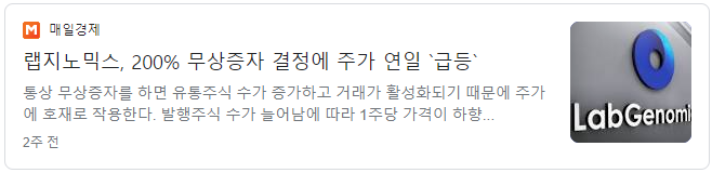 매일경제
랩지노믹스, 200% 무상증자 결정에 주가 연일 `급등`
통상 무상증자를 하면 유통주식 수가 증가하고 거래가 활성화되기 때문에 주가
에 호재로 작용한다. 발행주식 수가 늘어남에 따라 1주당 가격이 하향...
2주 전
LabGenomi